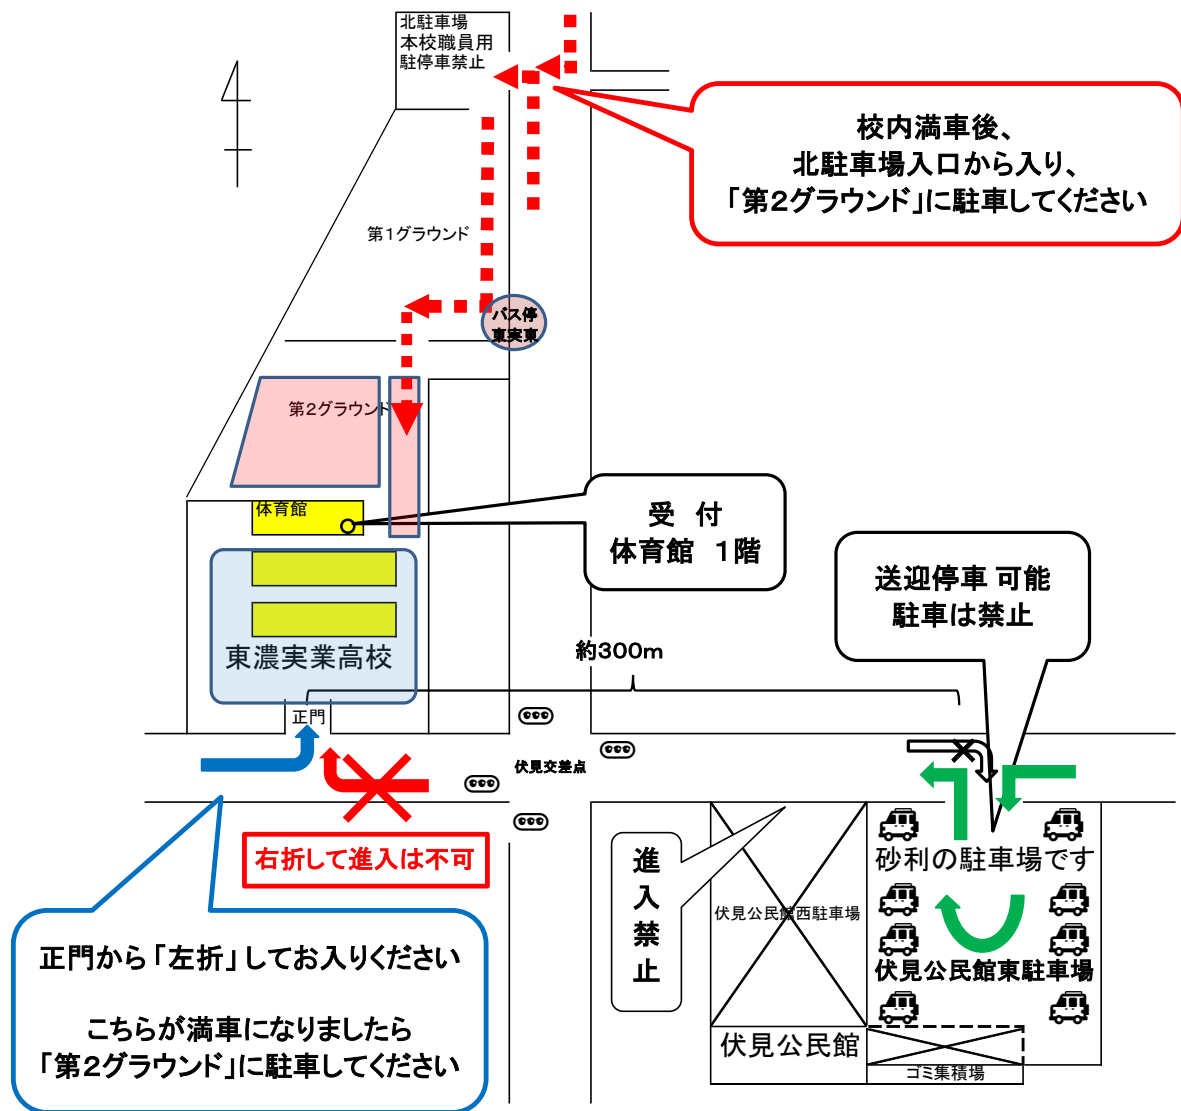 北駐車場
本校職員用
駐停車禁止
校内満車後、
北駐車場入口から入り、
「第2グラウンド」に駐車してください
第1グラウンド
バス停
東実東
第2グラウンド
体育館
受 付
体育館 1階
送迎停車 可能
駐車は禁止
東濃実業高校
約300m
正門
伏見交差点
右折して進入は不可
進入禁止
砂利の駐車場です
伏見公民館西駐車場
伏見公民館東駐車場
正門から「左折」してお入りください
こちらが満車になりましたら
「第2グラウンド」に駐車してください
伏見公民館
ゴミ集積場